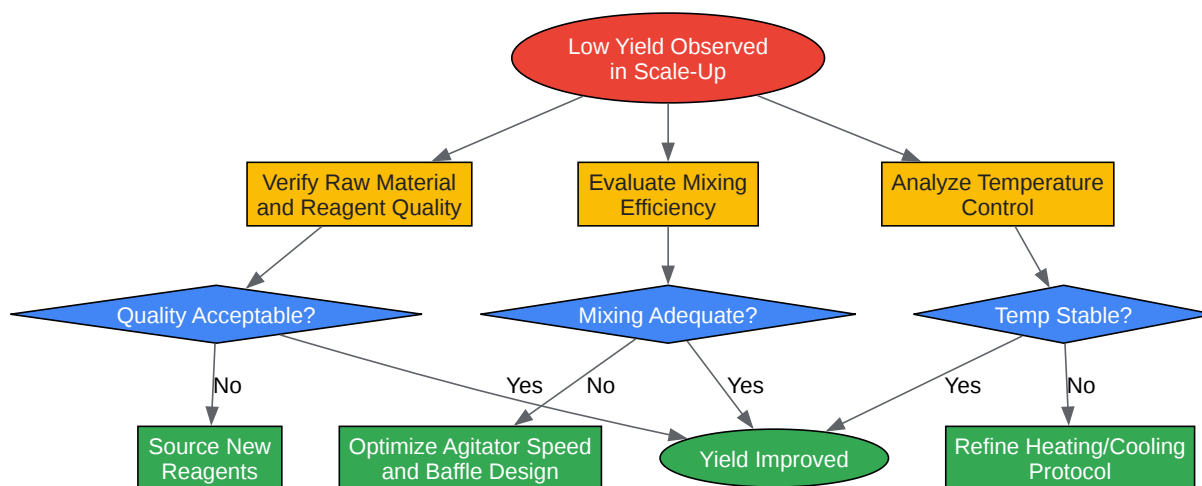 Low Yield Observed
in Scale-Up
Verify Raw Material
and Reagent Quality
Evaluate Mixing
Efficiency
Analyze Temperature
Control
Quality Acceptable?
Mixing Adequate?
Temp Stable?
No
Yes
No
Yes
Yes
No
Source New
Reagents
Optimize Agitator Speed
and Baffle Design
Yield Improved
Refine Heating/Cooling
Protocol